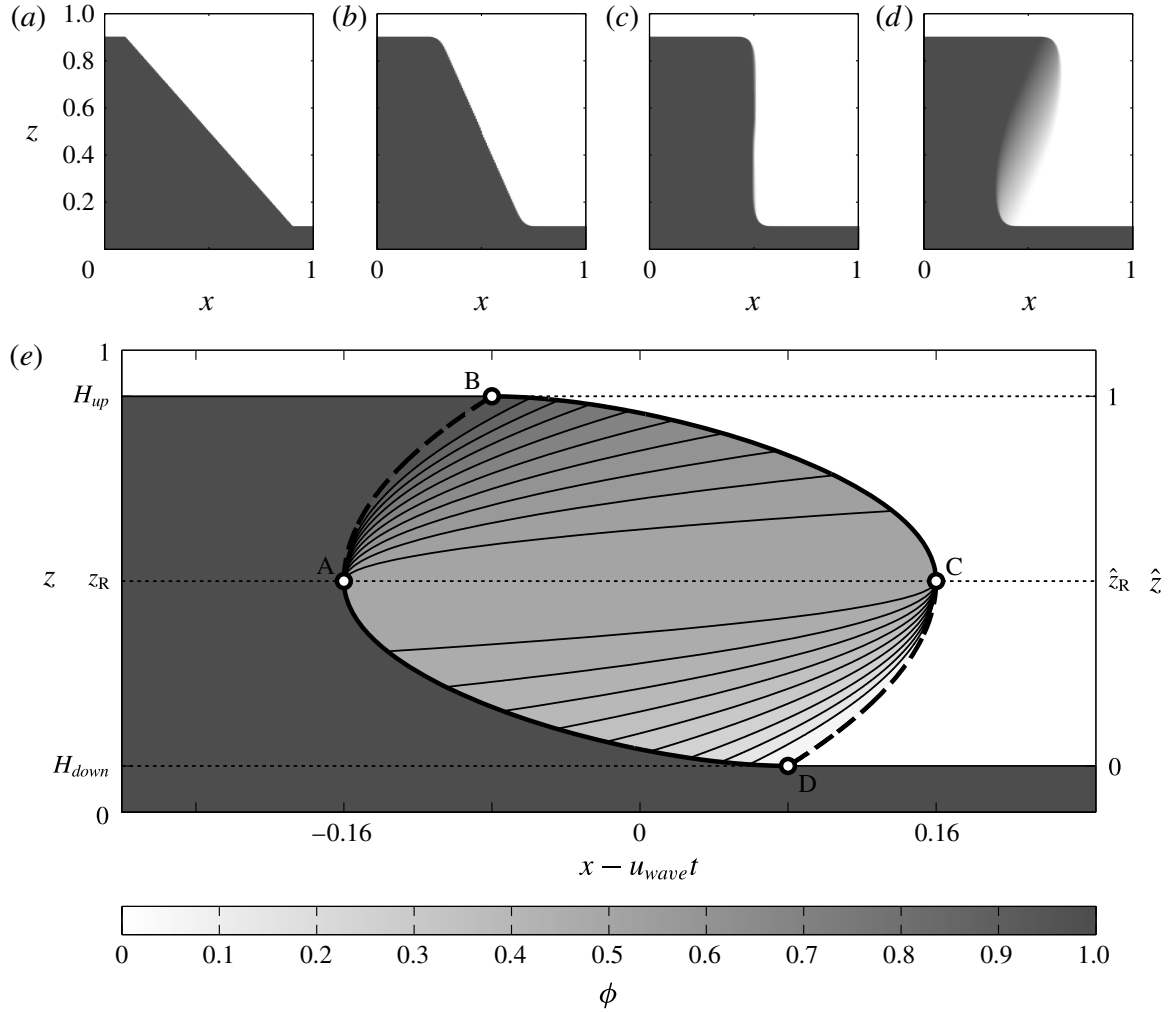 (a) (b) (c) (d)
1.0
0.8
0.6
z
0.4
0.2
0 1 0 1 0 1 0 1
x x x x
(e)
1
B
H_up 1
A C
z z_R ẑ_R ẑ
H_down 0
D
0
−0.16 0 0.16
x − u_wave t
0 0.1 0.2 0.3 0.4 0.5 0.6 0.7 0.8 0.9 1.0
ϕ